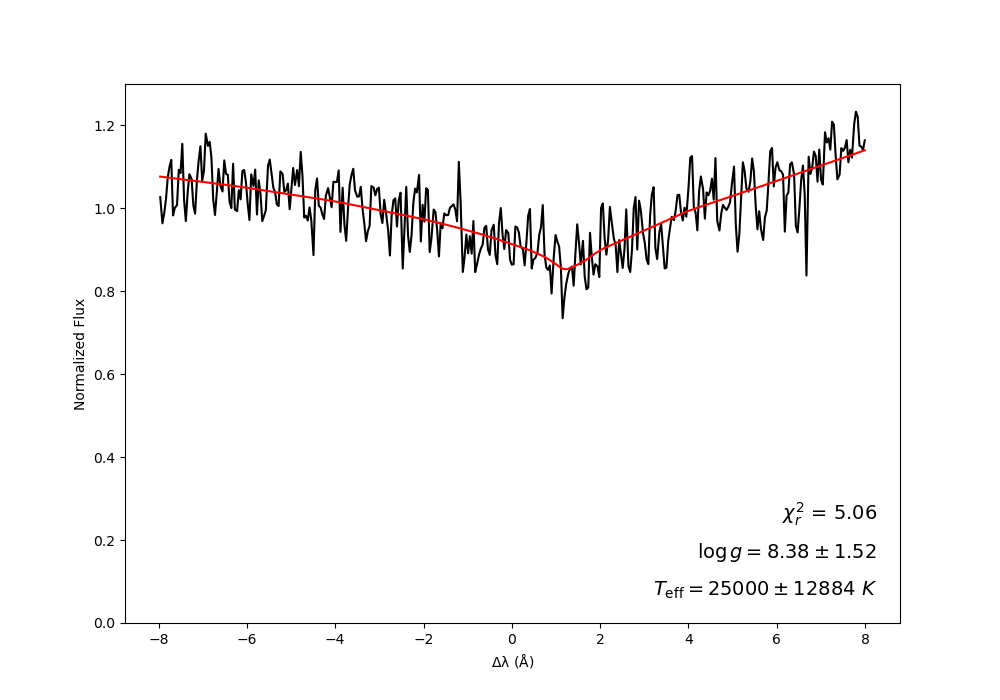 1.2
1.0
0.8
0.6
0.4
0.2
0.0
Normalized Flux
χ²ᵣ = 5.06
log g = 8.38 ± 1.52
T_eff = 25000 ± 12884 K
−8 −6 −4 −2 0 2 4 6 8
Δλ (Å)